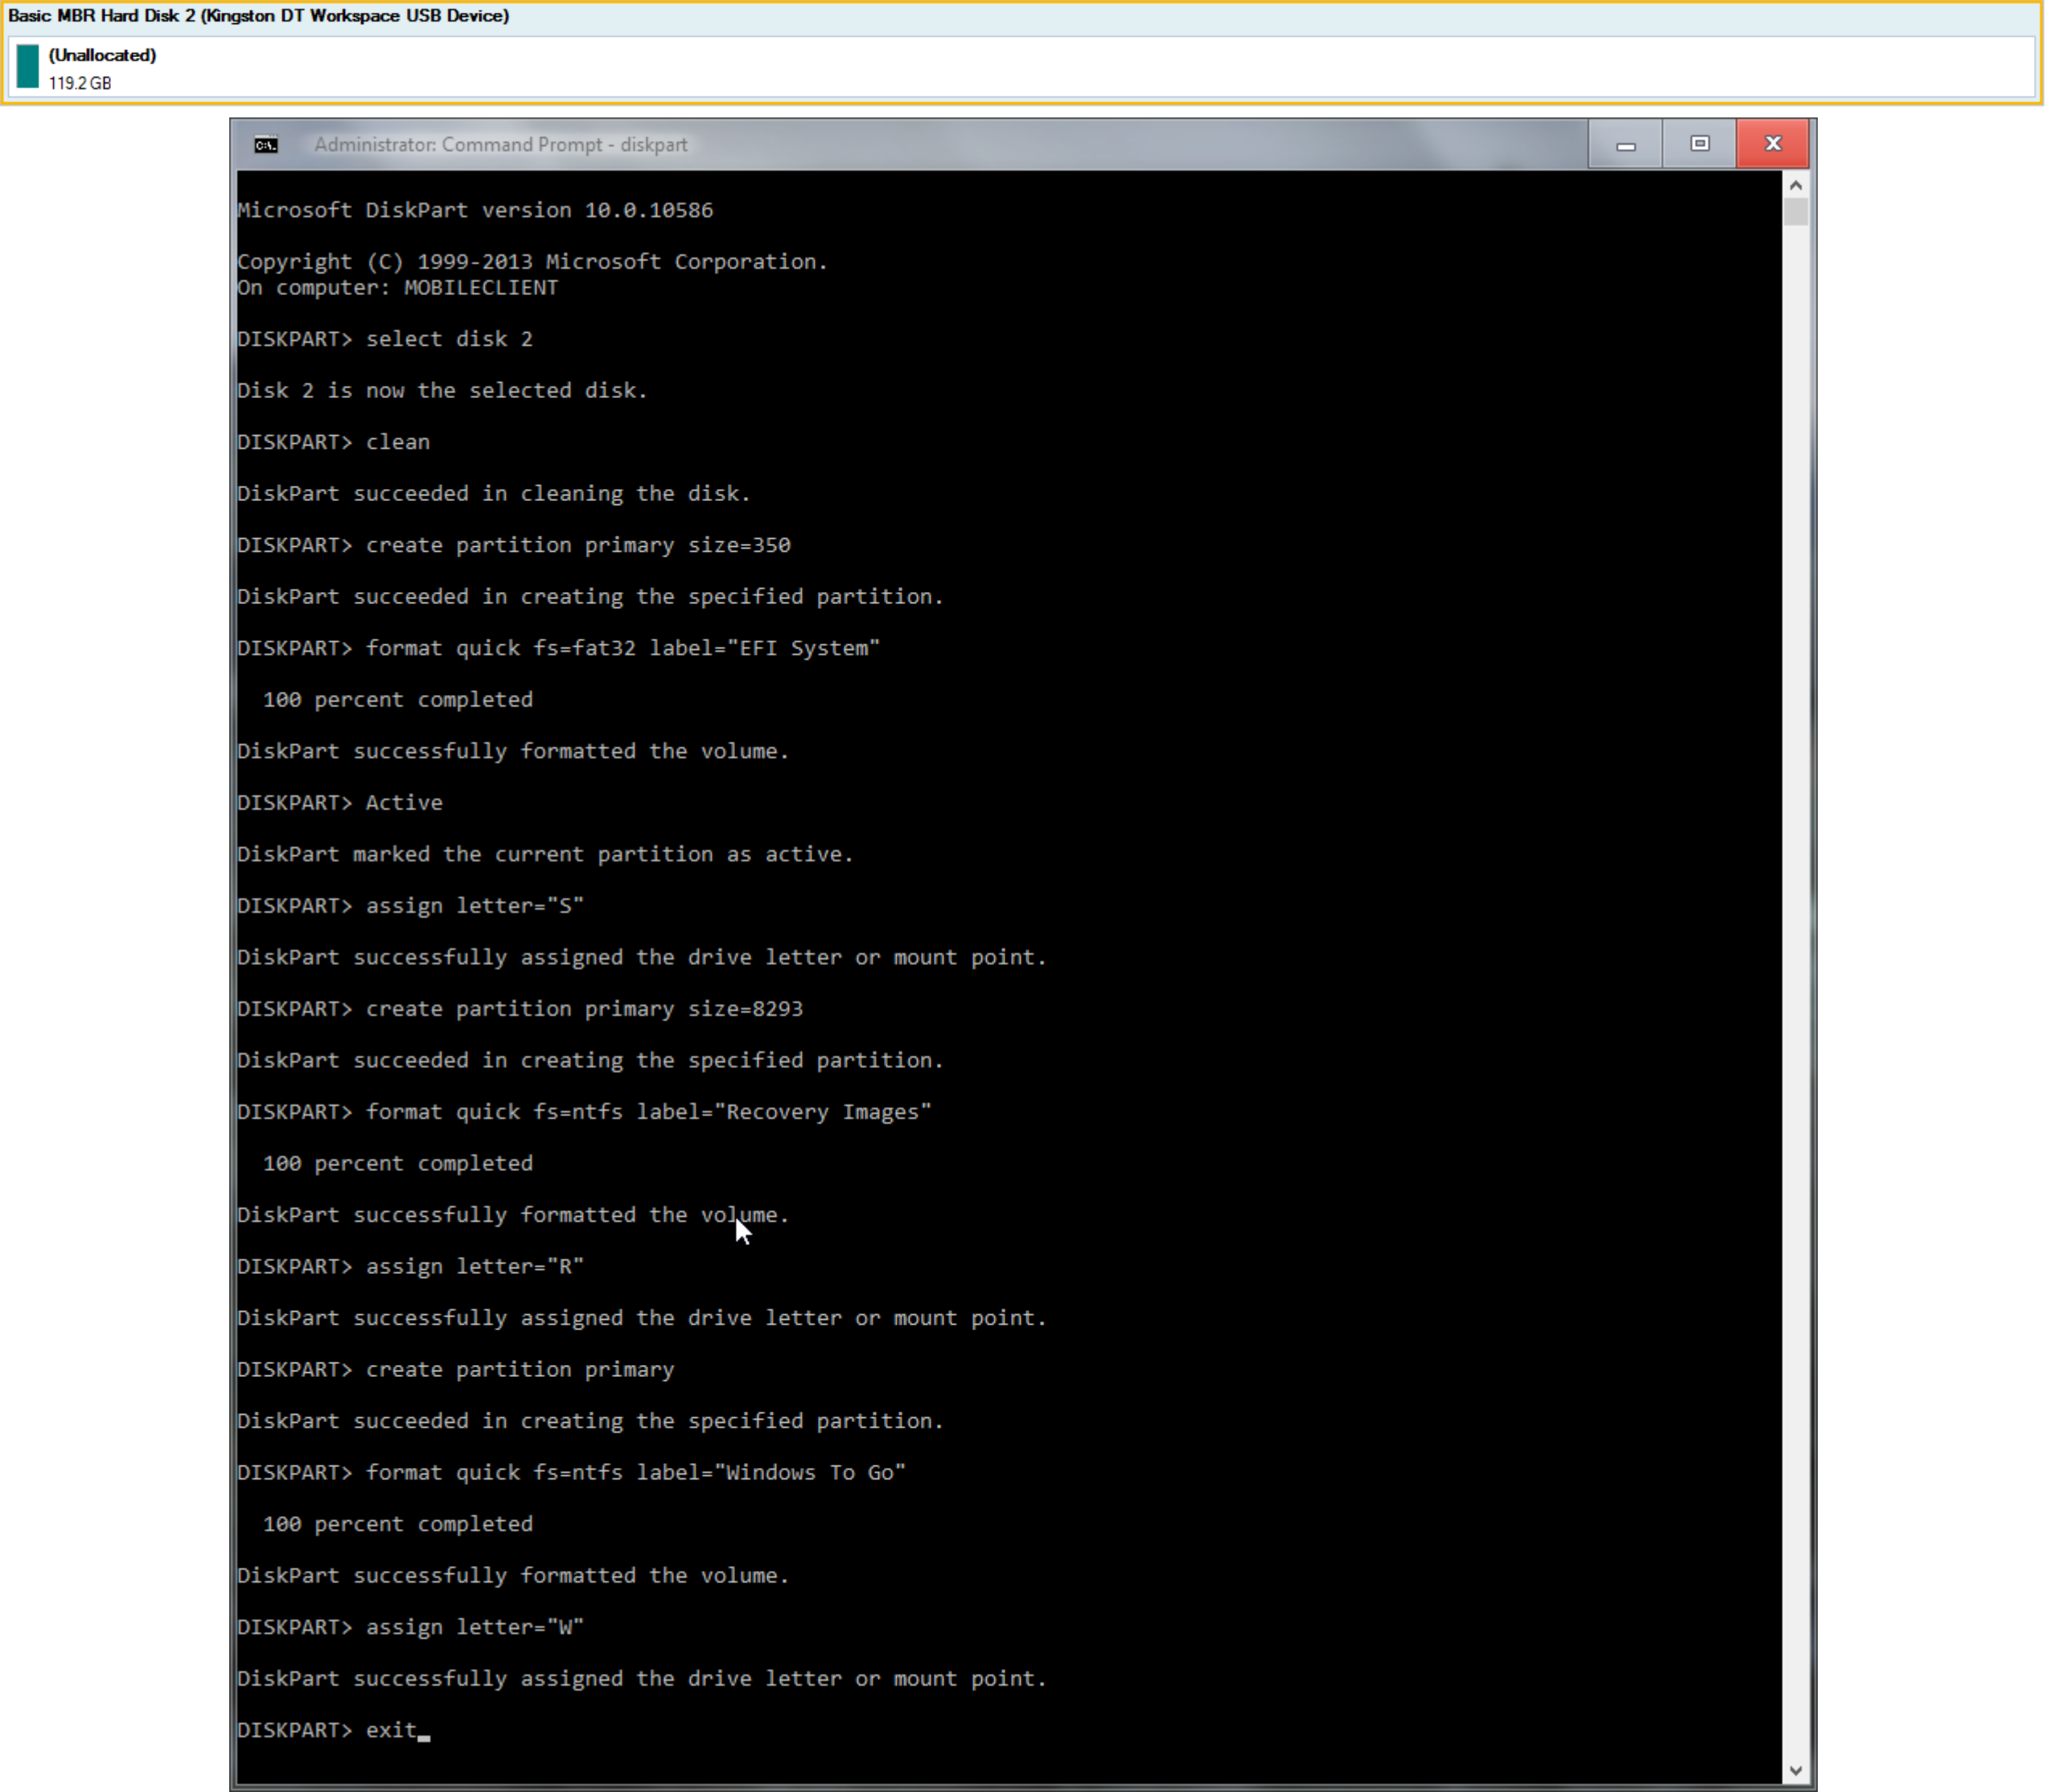 Basic MBR Hard Disk 2 (Kingston DT Workspace USB Device)
(Unallocated)
119.2 GB
Administrator: Command Prompt - diskpart
Microsoft DiskPart version 10.0.10586
Copyright (C) 1999-2013 Microsoft Corporation.
On computer: MOBILECLIENT
DISKPART> select disk 2
Disk 2 is now the selected disk.
DISKPART> clean
DiskPart succeeded in cleaning the disk.
DISKPART> create partition primary size=350
DiskPart succeeded in creating the specified partition.
DISKPART> format quick fs=fat32 label="EFI System"
100 percent completed
DiskPart successfully formatted the volume.
DISKPART> Active
DiskPart marked the current partition as active.
DISKPART> assign letter="S"
DiskPart successfully assigned the drive letter or mount point.
DISKPART> create partition primary size=8293
DiskPart succeeded in creating the specified partition.
DISKPART> format quick fs=ntfs label="Recovery Images"
100 percent completed
DiskPart successfully formatted the volume.
DISKPART> assign letter="R"
DiskPart successfully assigned the drive letter or mount point.
DISKPART> create partition primary
DiskPart succeeded in creating the specified partition.
DISKPART> format quick fs=ntfs label="Windows To Go"
100 percent completed
DiskPart successfully formatted the volume.
DISKPART> assign letter="W"
DiskPart successfully assigned the drive letter or mount point.
DISKPART> exit